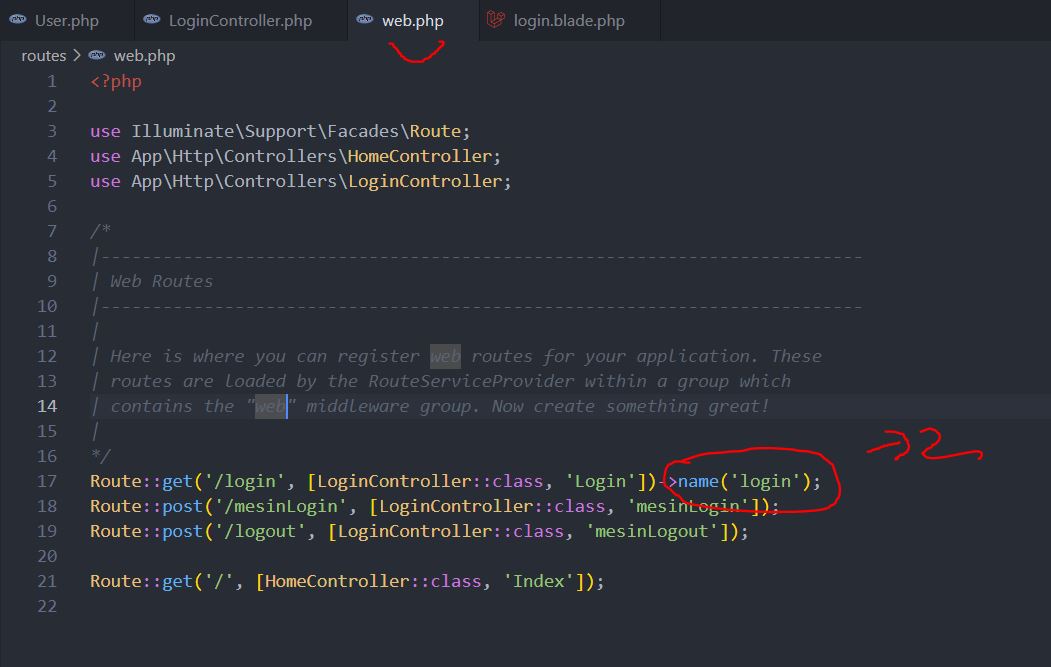 User.php LoginController.php web.php login.blade.php
routes > web.php
1 <?php
2
3 use Illuminate\Support\Facades\Route;
4 use App\Http\Controllers\HomeController;
5 use App\Http\Controllers\LoginController;
6
7 /*
8 |--------------------------------------------------------------------------
9 | Web Routes
10 |--------------------------------------------------------------------------
11 |
12 | Here is where you can register web routes for your application. These
13 | routes are loaded by the RouteServiceProvider within a group which
14 | contains the "web" middleware group. Now create something great!
15 |
16 */
17 Route::get('/login', [LoginController::class, 'Login'])->name('login');
18 Route::post('/mesinLogin', [LoginController::class, 'mesinLogin']);
19 Route::post('/logout', [LoginController::class, 'mesinLogout']);
20
21 Route::get('/', [HomeController::class, 'Index']);
22